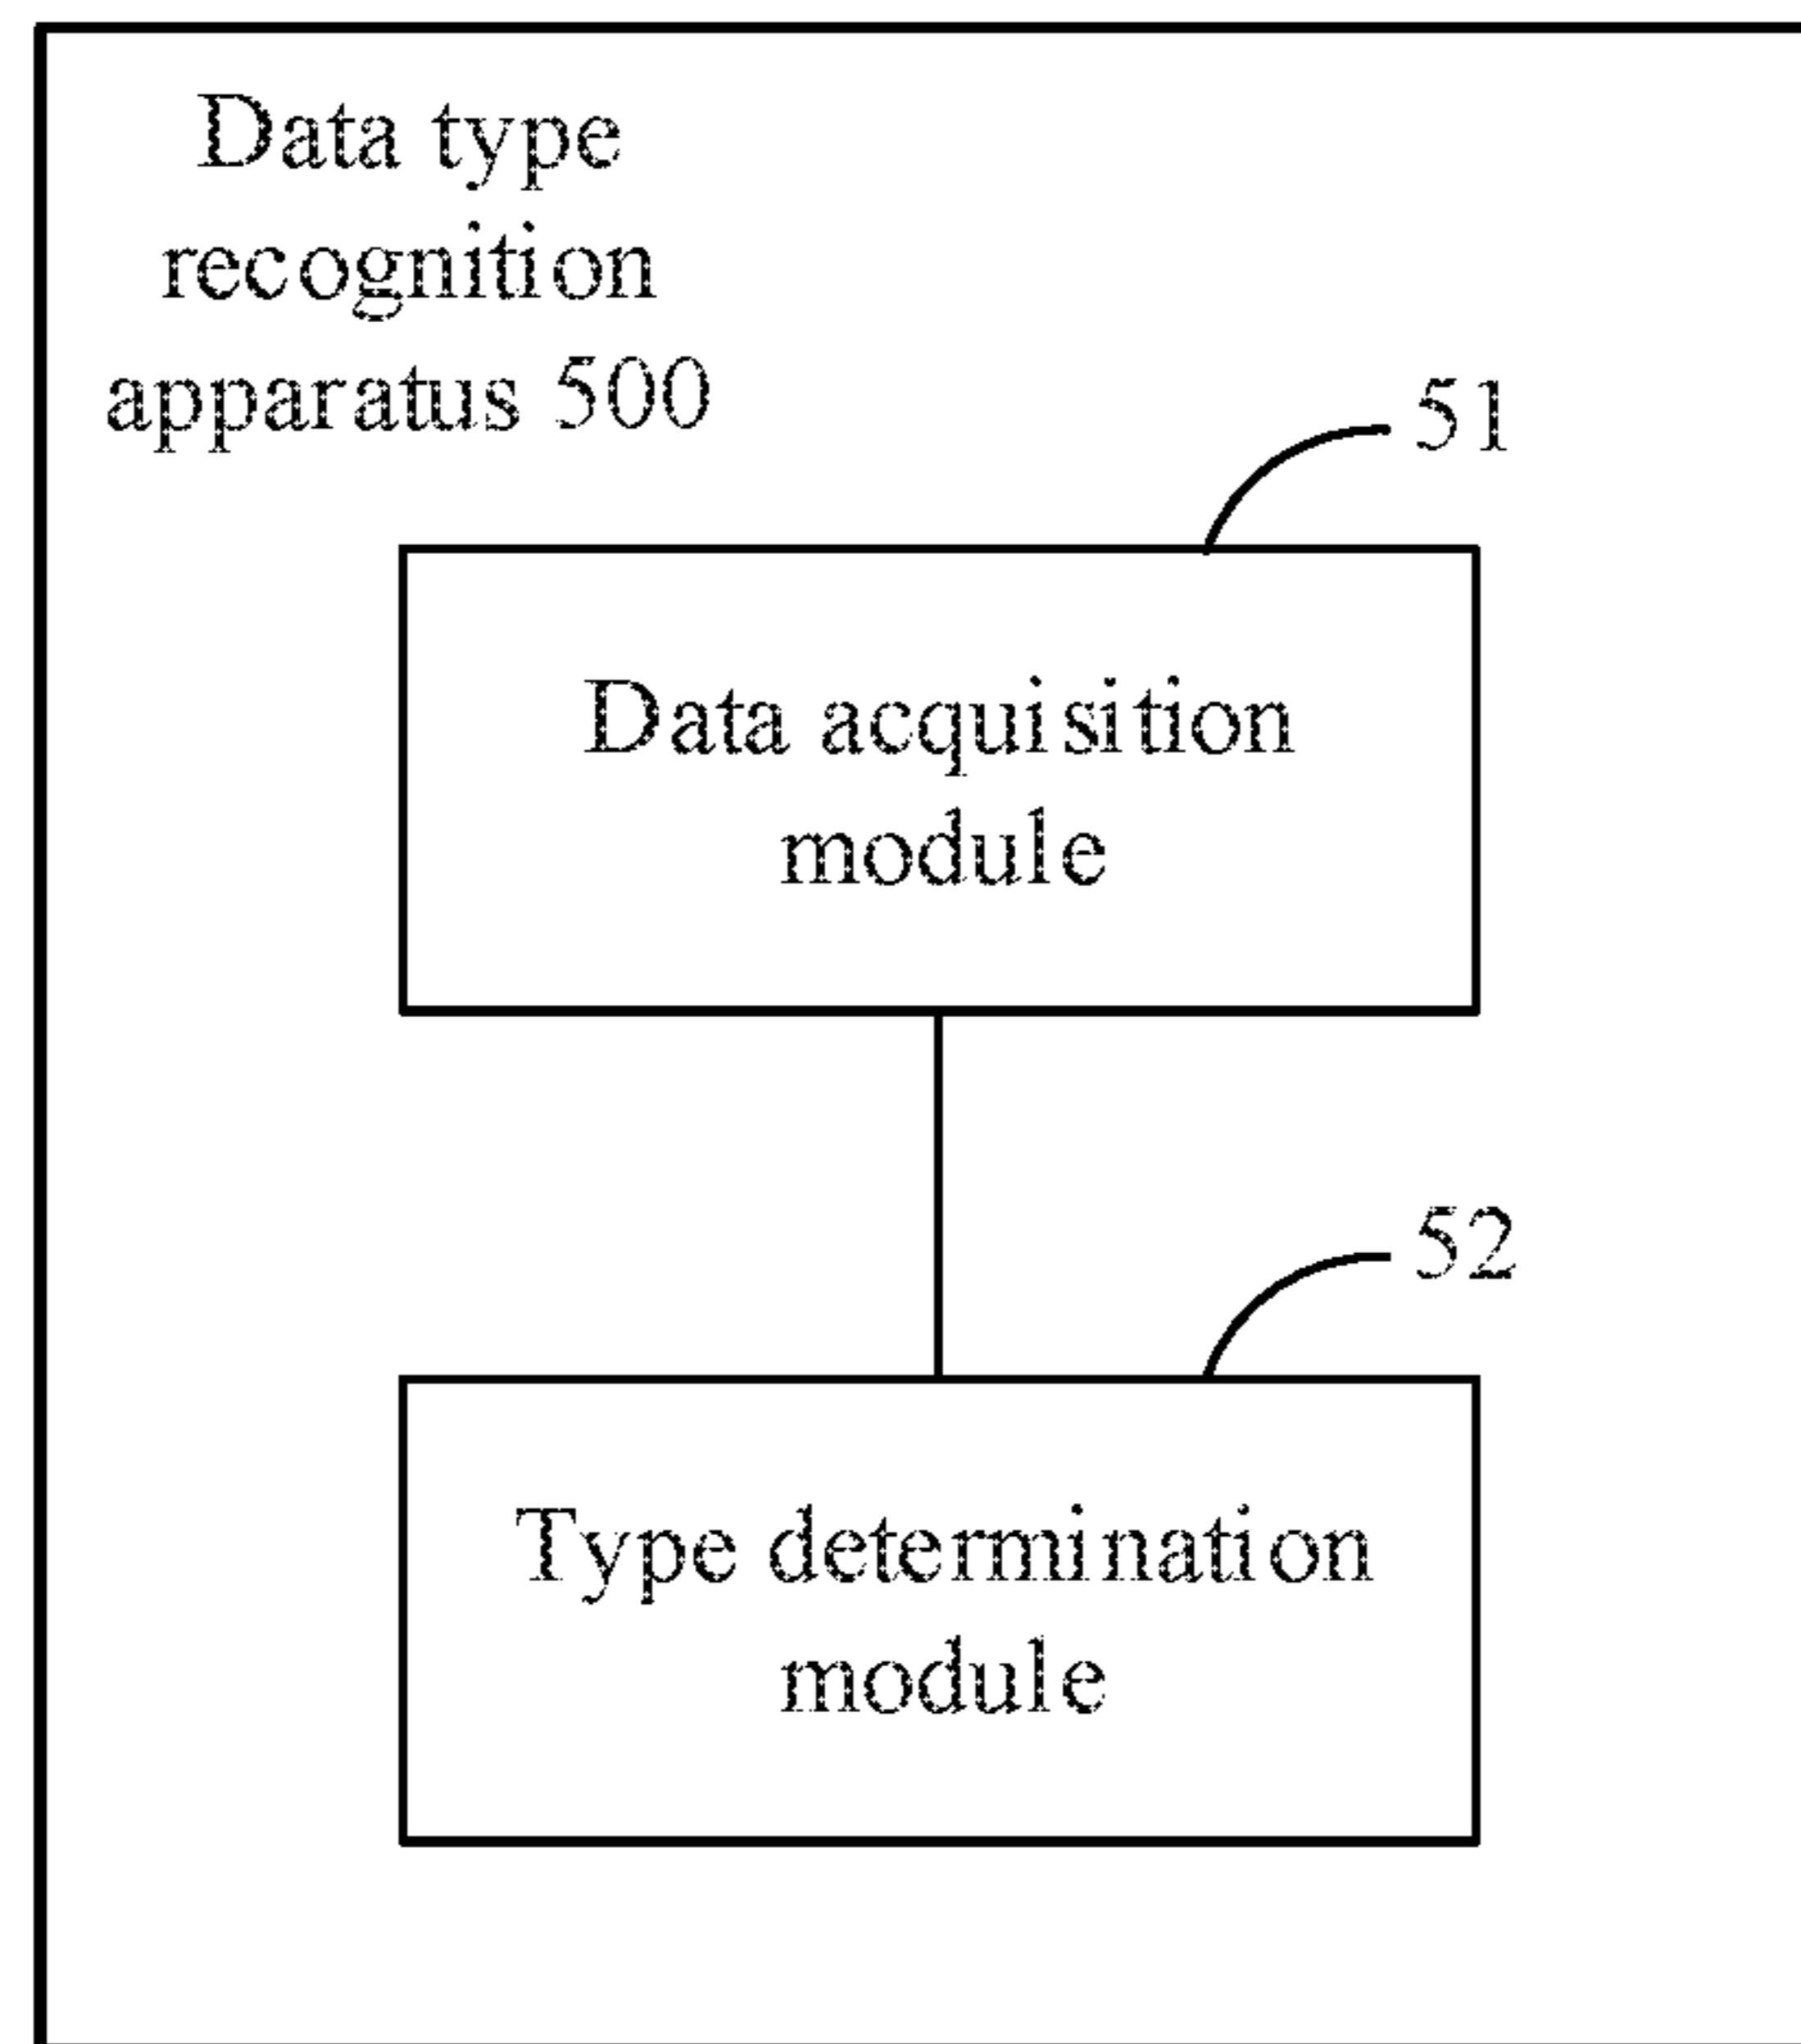 Data type
recognition
apparatus 500
51
Data acquisition
module
52
Type determination
module